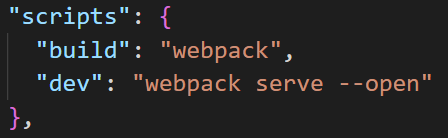 "scripts": {
"build": "webpack",
"dev": "webpack serve --open"
},